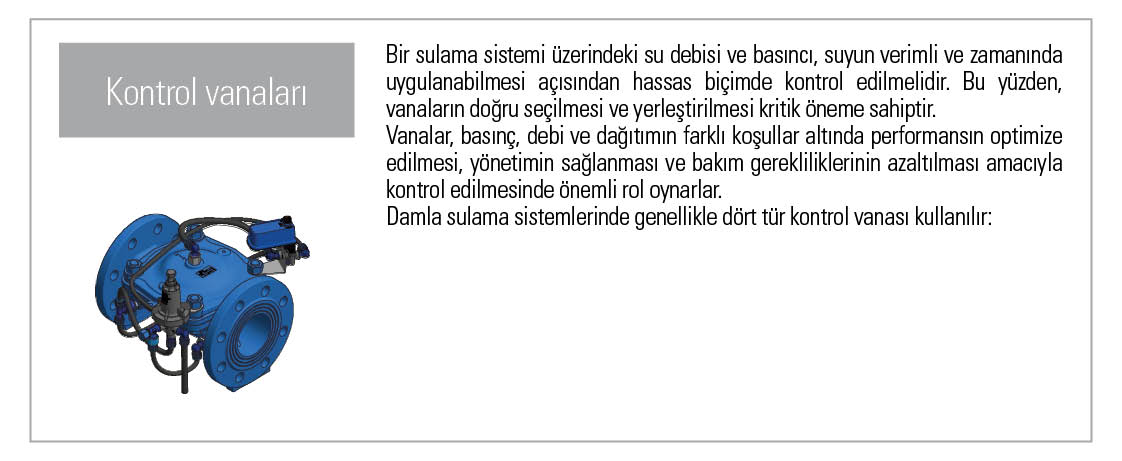 Kontrol vanaları
Bir sulama sistemi üzerindeki su debisi ve basıncı, suyun verimli ve zamanında
uygulanabilmesi açısından hassas biçimde kontrol edilmelidir. Bu yüzden,
vanaların doğru seçilmesi ve yerleştirilmesi kritik öneme sahiptir.
Vanalar, basınç, debi ve dağıtımın farklı koşullar altında performansın optimize
edilmesi, yönetimin sağlanması ve bakım gerekliliklerinin azaltılması amacıyla
kontrol edilmesinde önemli rol oynarlar.
Damla sulama sistemlerinde genellikle dört tür kontrol vanası kullanılır: